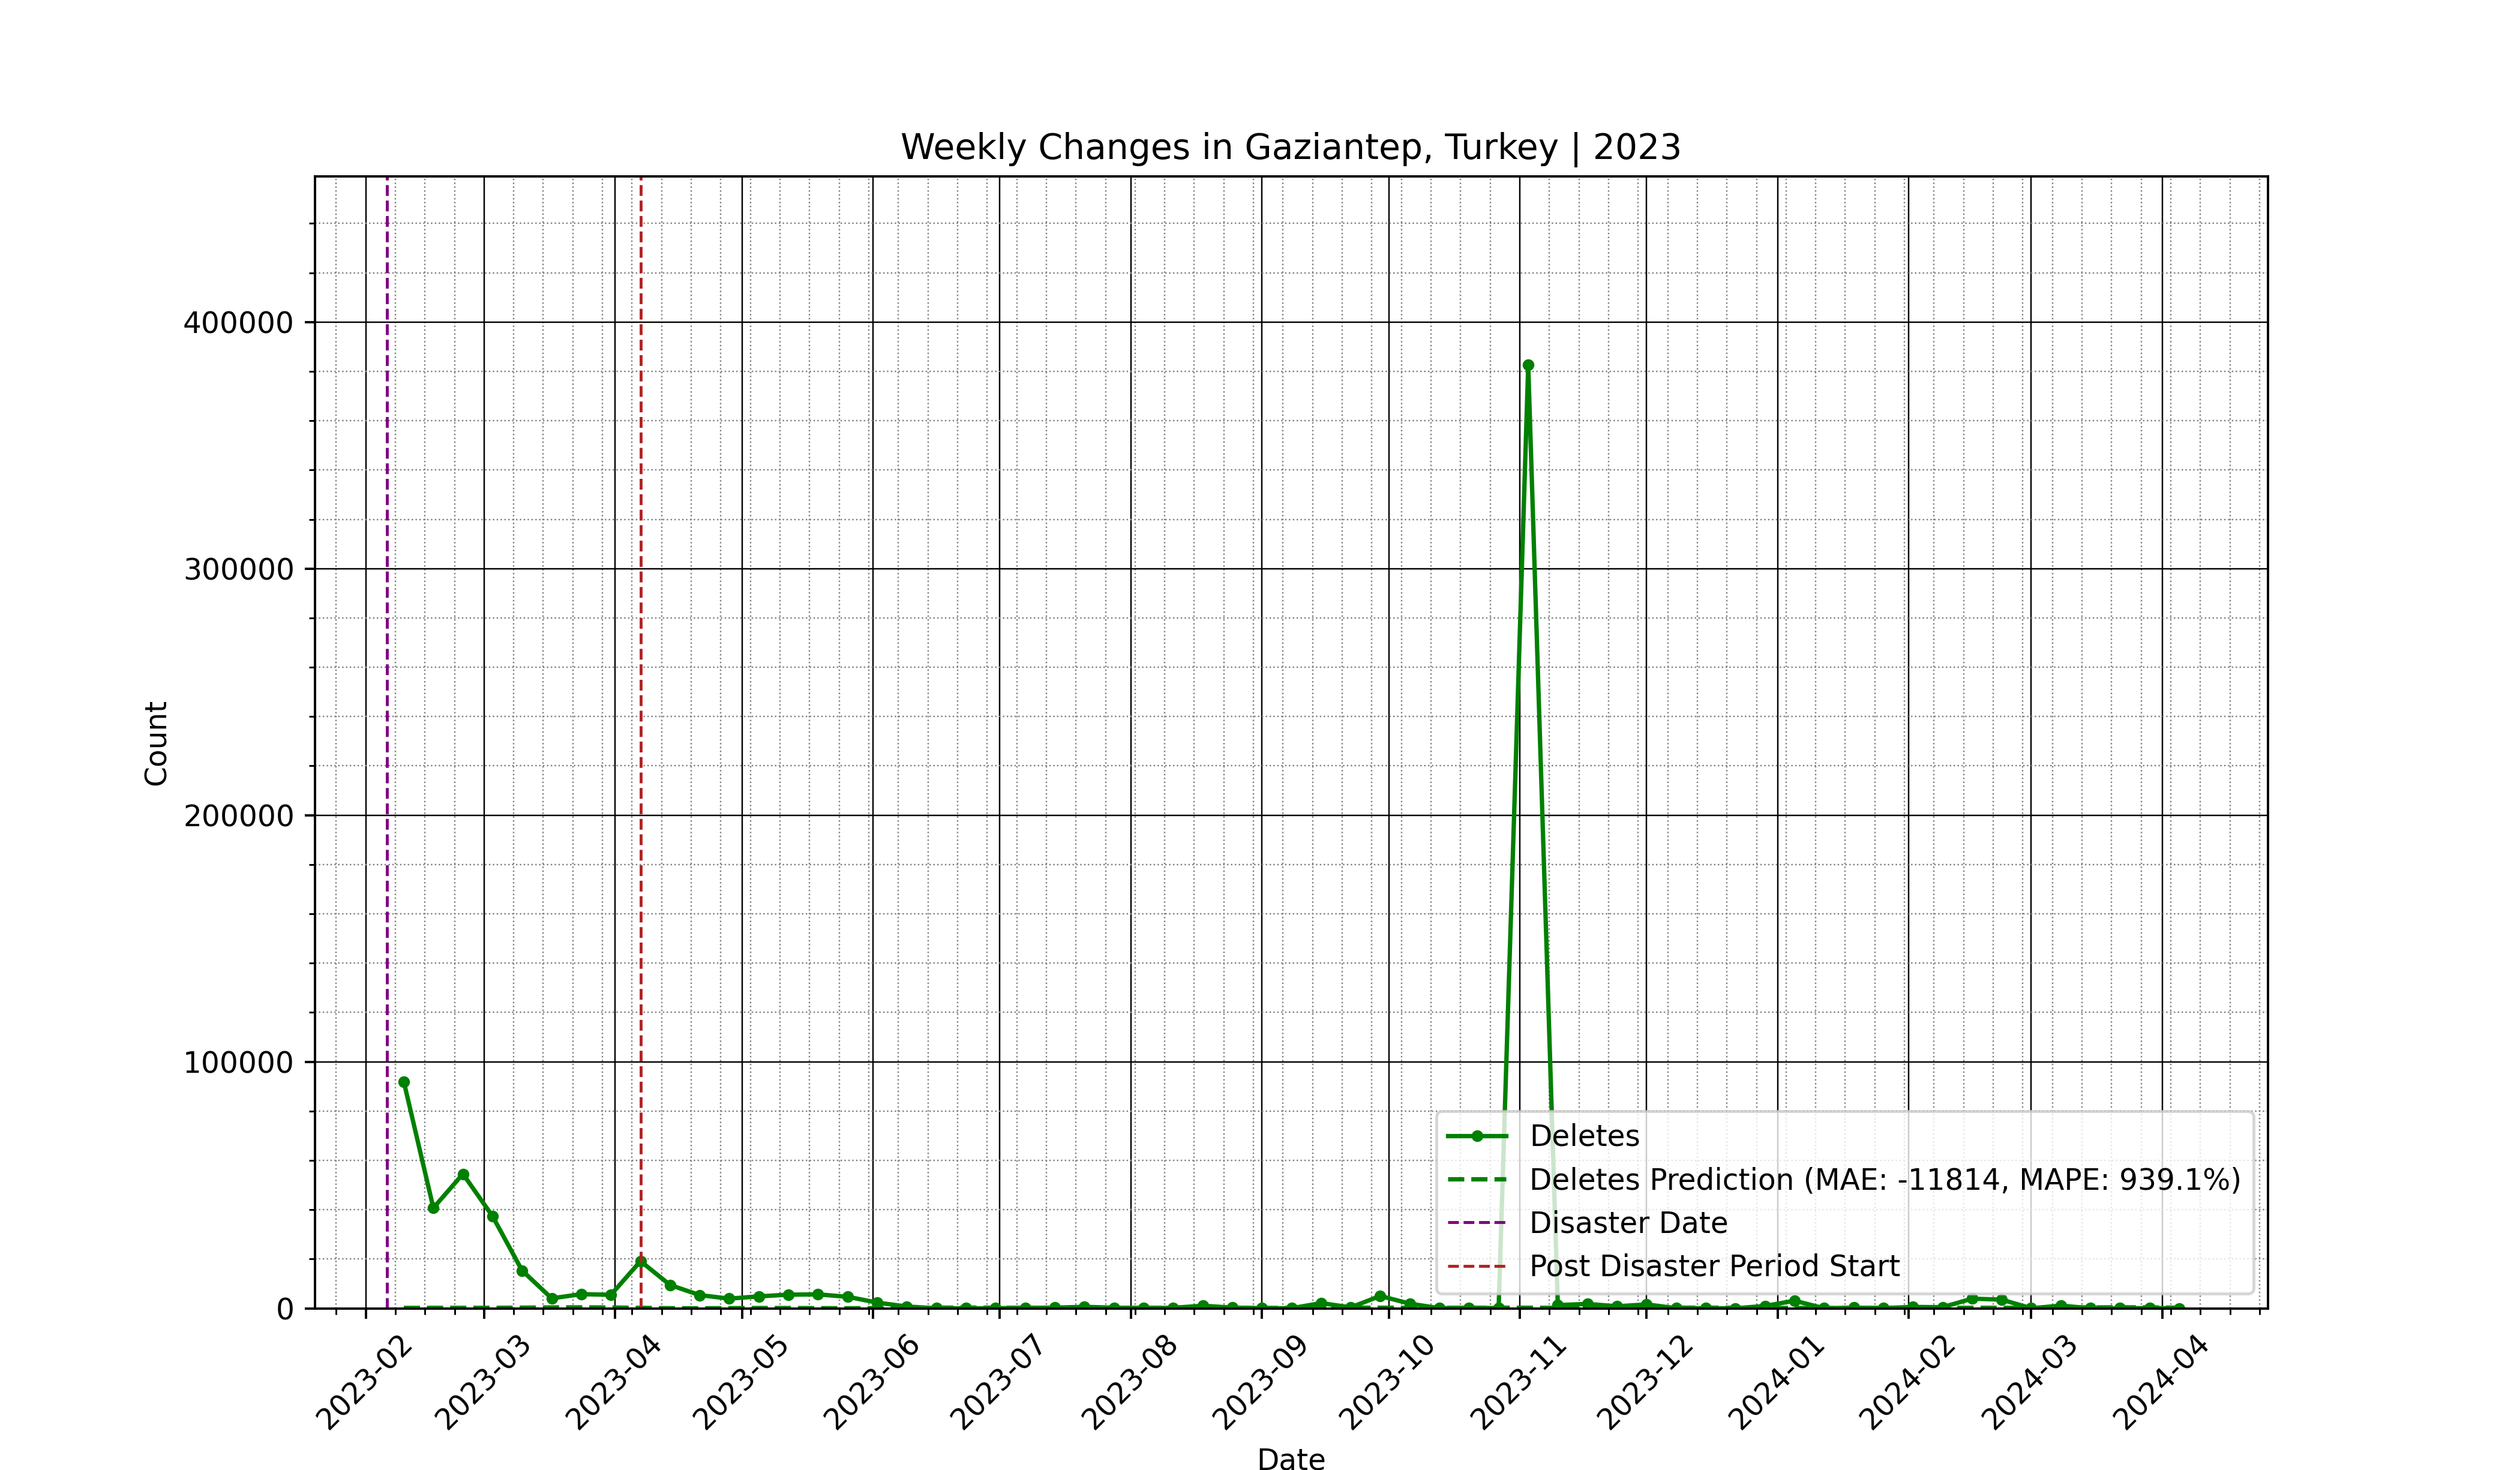 Weekly Changes in Gaziantep, Turkey | 2023
Count
400000
300000
200000
100000
0
Deletes
Deletes Prediction (MAE: -11814, MAPE: 939.1%)
Disaster Date
Post Disaster Period Start
2023-02
2023-03
2023-04
2023-05
2023-06
2023-07
2023-08
2023-09
2023-10
2023-11
2023-12
2024-01
2024-02
2024-03
2024-04
Date